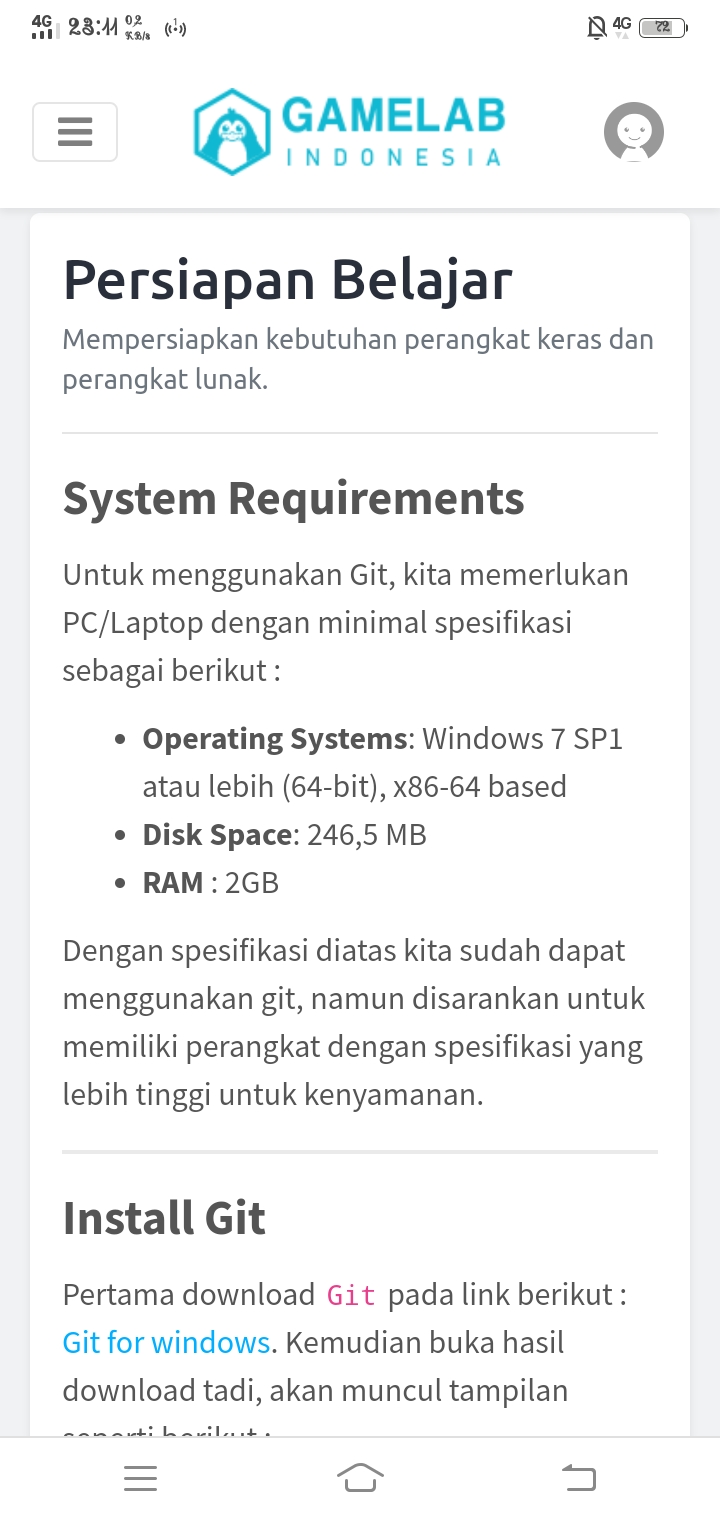 4G 23:11 0,2 K.B/s 4G 72
GAMELAB
INDONESIA
Persiapan Belajar
Mempersiapkan kebutuhan perangkat keras dan
perangkat lunak.
System Requirements
Untuk menggunakan Git, kita memerlukan
PC/Laptop dengan minimal spesifikasi
sebagai berikut :
• Operating Systems: Windows 7 SP1
atau lebih (64-bit), x86-64 based
• Disk Space: 246,5 MB
• RAM : 2GB
Dengan spesifikasi diatas kita sudah dapat
menggunakan git, namun disarankan untuk
memiliki perangkat dengan spesifikasi yang
lebih tinggi untuk kenyamanan.
Install Git
Pertama download Git pada link berikut :
Git for windows. Kemudian buka hasil
download tadi, akan muncul tampilan
seperti berikut :